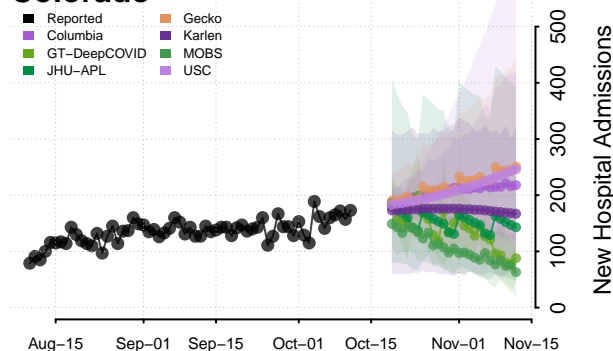 Colorado
Reported
Columbia
GT−DeepCOVID
JHU−APL
Gecko
Karlen
MOBS
USC
500
400
300
200
100
0
New Hospital Admissions
Aug−15 Sep−01 Sep−15 Oct−01 Oct−15 Nov−01 Nov−15